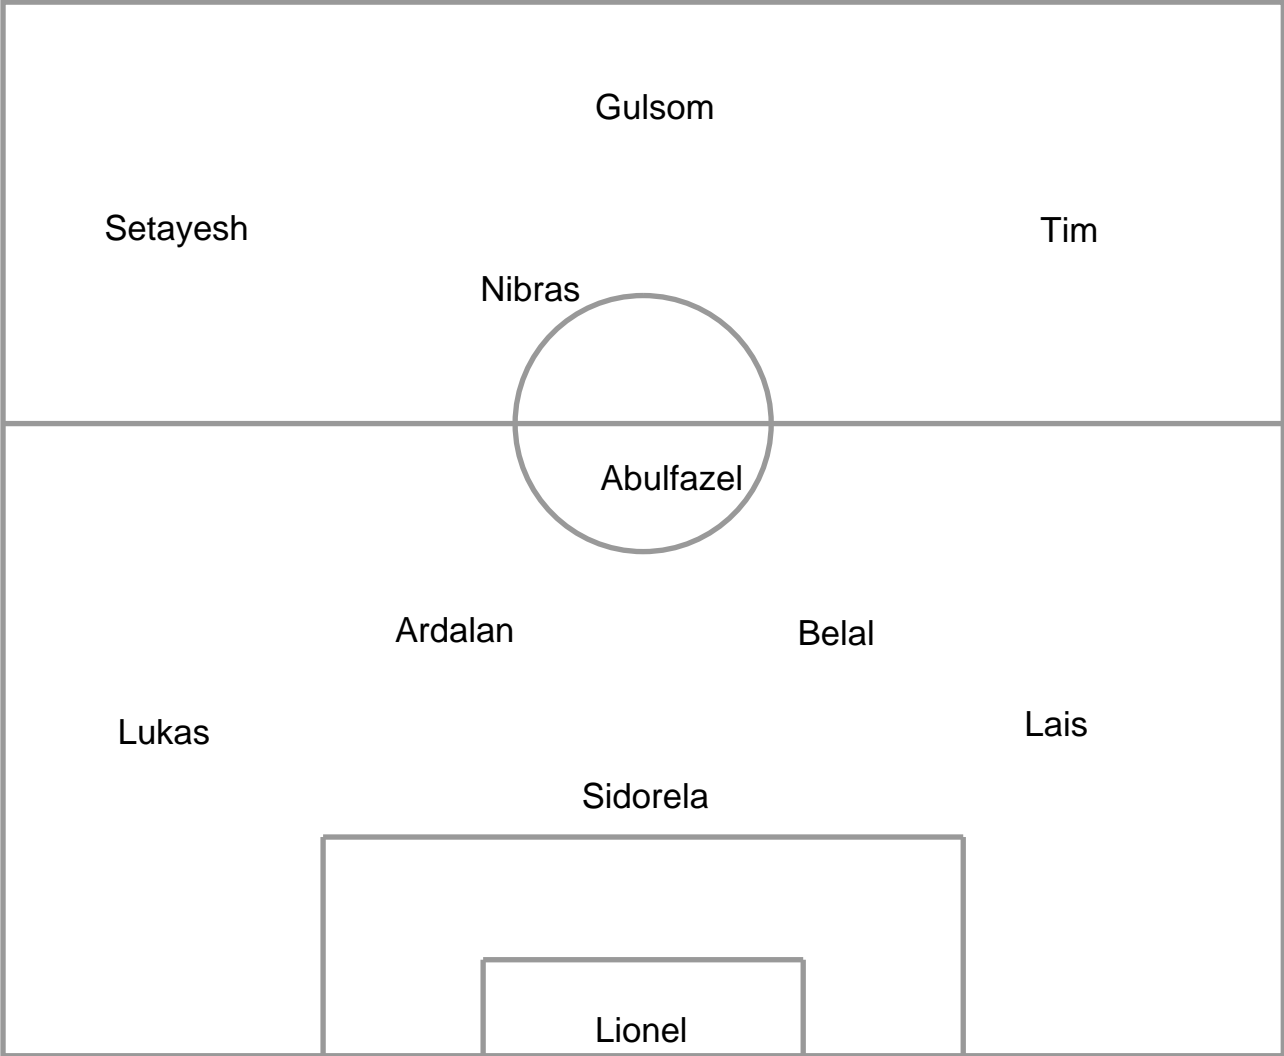 Gulsom
Setayesh
Tim
Nibras
Abulfazel
Ardalan
Belal
Lukas
Lais
Sidorela
Lionel